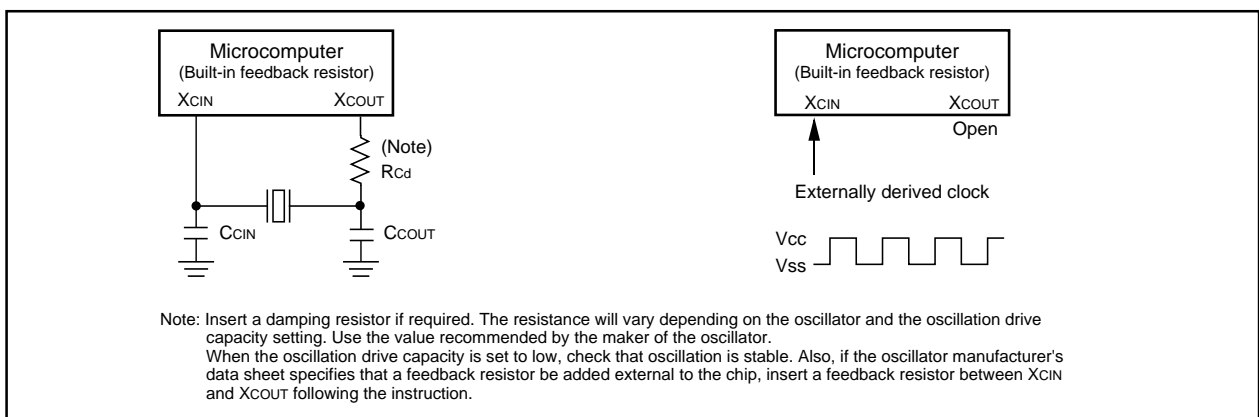 Microcomputer
(Built-in feedback resistor)
XCIN XCOUT
(Note)
RCd
CCIN CCOUT
Microcomputer
(Built-in feedback resistor)
XCIN XCOUT
Open
Externally derived clock
Vcc
Vss
Note: Insert a damping resistor if required. The resistance will vary depending on the oscillator and the oscillation drive
capacity setting. Use the value recommended by the maker of the oscillator.
When the oscillation drive capacity is set to low, check that oscillation is stable. Also, if the oscillator manufacturer's
data sheet specifies that a feedback resistor be added external to the chip, insert a feedback resistor between XCIN
and XCOUT following the instruction.